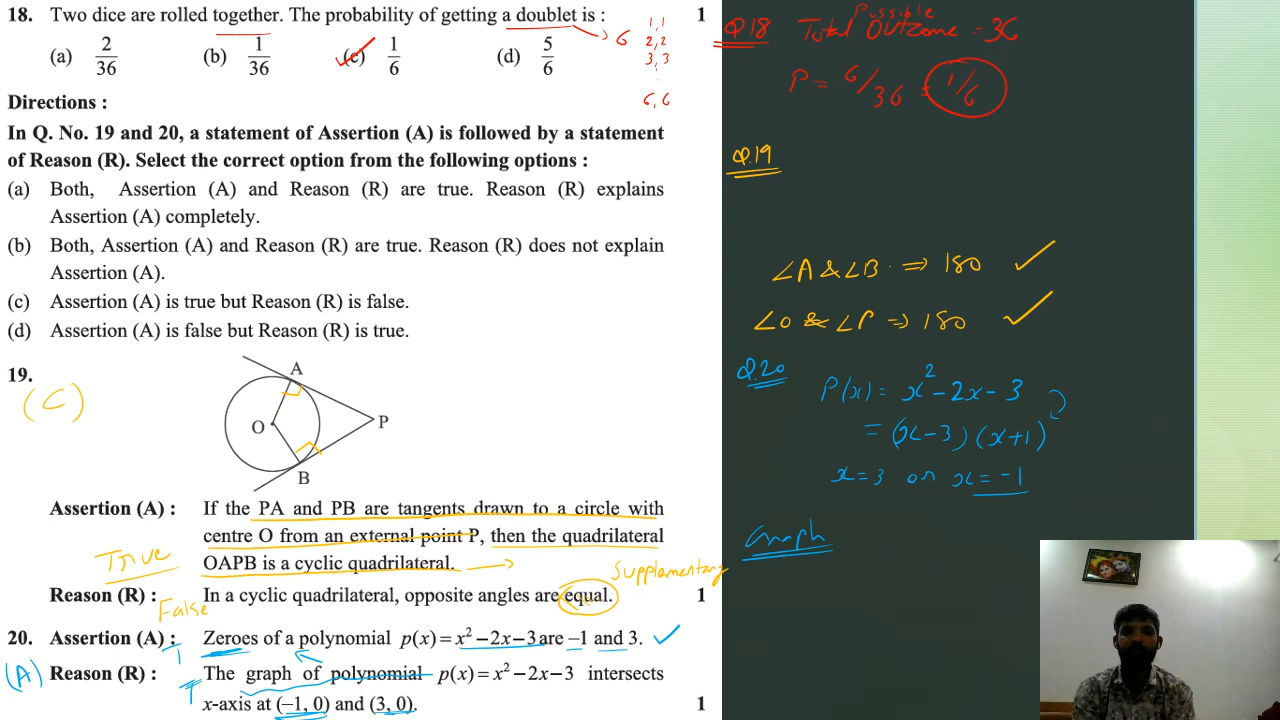 18. Two dice are rolled together. The probability of getting a doublet is : 1
(a) 2/36 (b) 1/36 (c) 1/6 (d) 5/6
6
1,1
2,2
3,3
6,6
Directions :
In Q. No. 19 and 20, a statement of Assertion (A) is followed by a statement
of Reason (R). Select the correct option from the following options :
(a) Both, Assertion (A) and Reason (R) are true. Reason (R) explains
Assertion (A) completely.
(b) Both, Assertion (A) and Reason (R) are true. Reason (R) does not explain
Assertion (A).
(c) Assertion (A) is true but Reason (R) is false.
(d) Assertion (A) is false but Reason (R) is true.
19.
(C)
A
O
P
B
Assertion (A) : If the PA and PB are tangents drawn to a circle with
centre O from an external point P, then the quadrilateral
OAPB is a cyclic quadrilateral.
True
Supplementary
Reason (R) : In a cyclic quadrilateral, opposite angles are equal. 1
False
20. Assertion (A) : Zeroes of a polynomial p(x) = x² − 2x − 3 are −1 and 3.
T
(A) Reason (R) : The graph of polynomial p(x) = x² − 2x − 3 intersects
T
x-axis at (−1, 0) and (3, 0). 1
Q.18 Total Possible Outcome = 36
P = 6/36 = 1/6
Q.19
∠A & ∠B ⇒ 180 ✓
∠O & ∠P ⇒ 180 ✓
Q.20
P(x) = x² − 2x − 3
= (x−3) (x+1)
x = 3 or x = −1
Graph